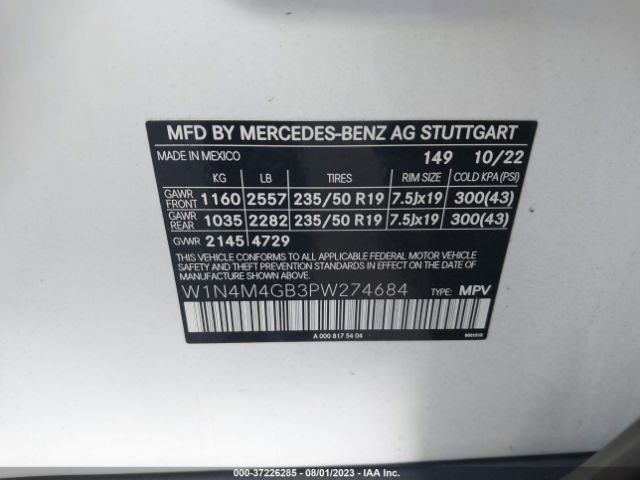 MFD BY MERCEDES-BENZ AG STUTTGART
MADE IN MEXICO 149 10/22
KG LB TIRES RIM SIZE COLD KPA (PSI)
GAWR FRONT 1160 2557 235/50 R19 7.5Jx19 300(43)
GAWR REAR 1035 2282 235/50 R19 7.5Jx19 300(43)
GVWR 2145 4729
THIS VEHICLE CONFORMS TO ALL APPLICABLE FEDERAL MOTOR VEHICLE
SAFETY AND THEFT PREVENTION STANDARDS IN EFFECT ON THE DATE
OF MANUFACTURE SHOWN ABOVE.
W1N4M4GB3PW274684 TYPE: MPV
A 000 817 54 04
000-37226285 - 08/01/2023 - IAA Inc.